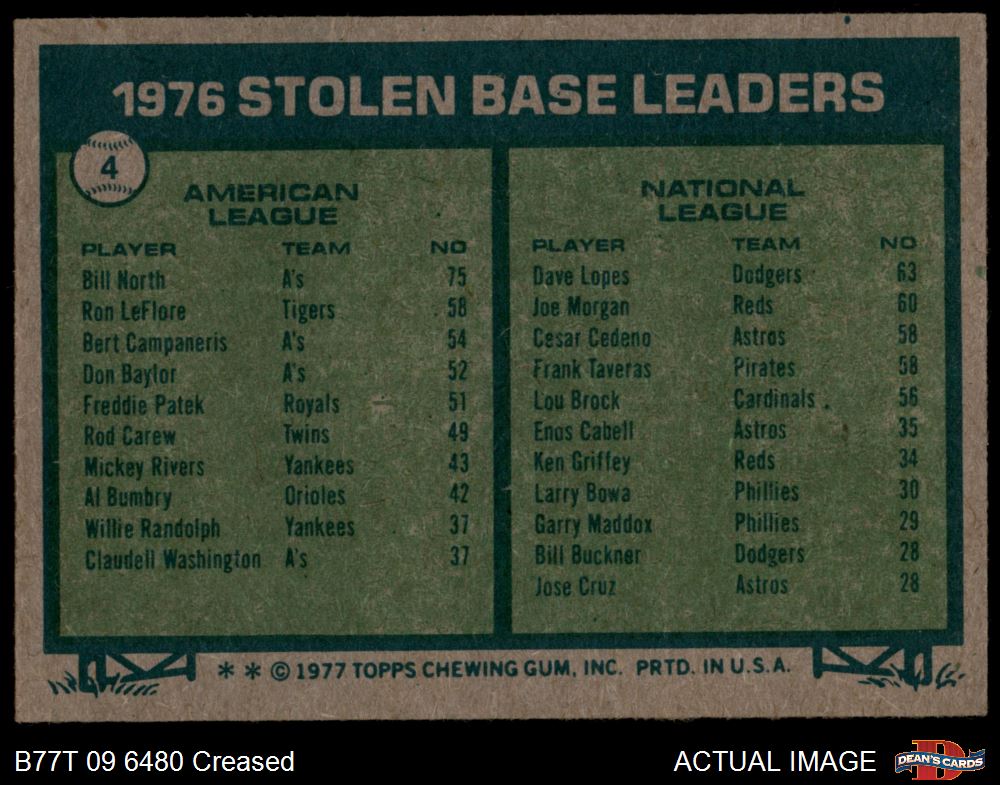 1976 STOLEN BASE LEADERS
4
AMERICAN
LEAGUE
PLAYER TEAM NO
Bill North A's 75
Ron LeFlore Tigers 58
Bert Campaneris A's 54
Don Baylor A's 52
Freddie Patek Royals 51
Rod Carew Twins 49
Mickey Rivers Yankees 43
Al Bumbry Orioles 42
Willie Randolph Yankees 37
Claudell Washington A's 37
NATIONAL
LEAGUE
PLAYER TEAM NO
Dave Lopes Dodgers 63
Joe Morgan Reds 60
Cesar Cedeno Astros 58
Frank Taveras Pirates 58
Lou Brock Cardinals 56
Enos Cabell Astros 35
Ken Griffey Reds 34
Larry Bowa Phillies 30
Garry Maddox Phillies 29
Bill Buckner Dodgers 28
Jose Cruz Astros 28
* * © 1977 TOPPS CHEWING GUM, INC. PRTD. IN U.S.A.
B77T 09 6480 Creased
ACTUAL IMAGE
D
DEAN'S CARDS